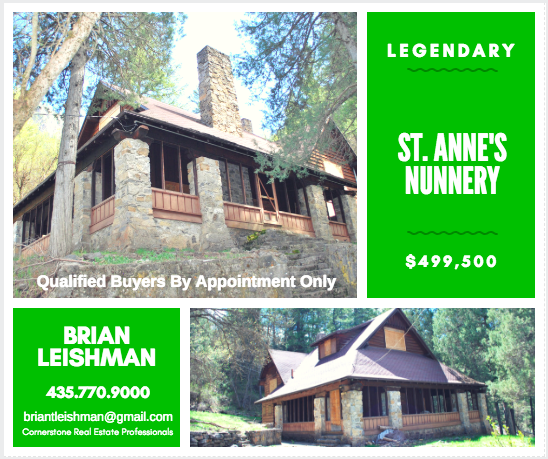 LEGENDARY
ST. ANNE'S
NUNNERY
$499,500
Qualified Buyers By Appointment Only
BRIAN
LEISHMAN
435.770.9000
briantleishman@gmail.com
Cornerstone Real Estate Professionals